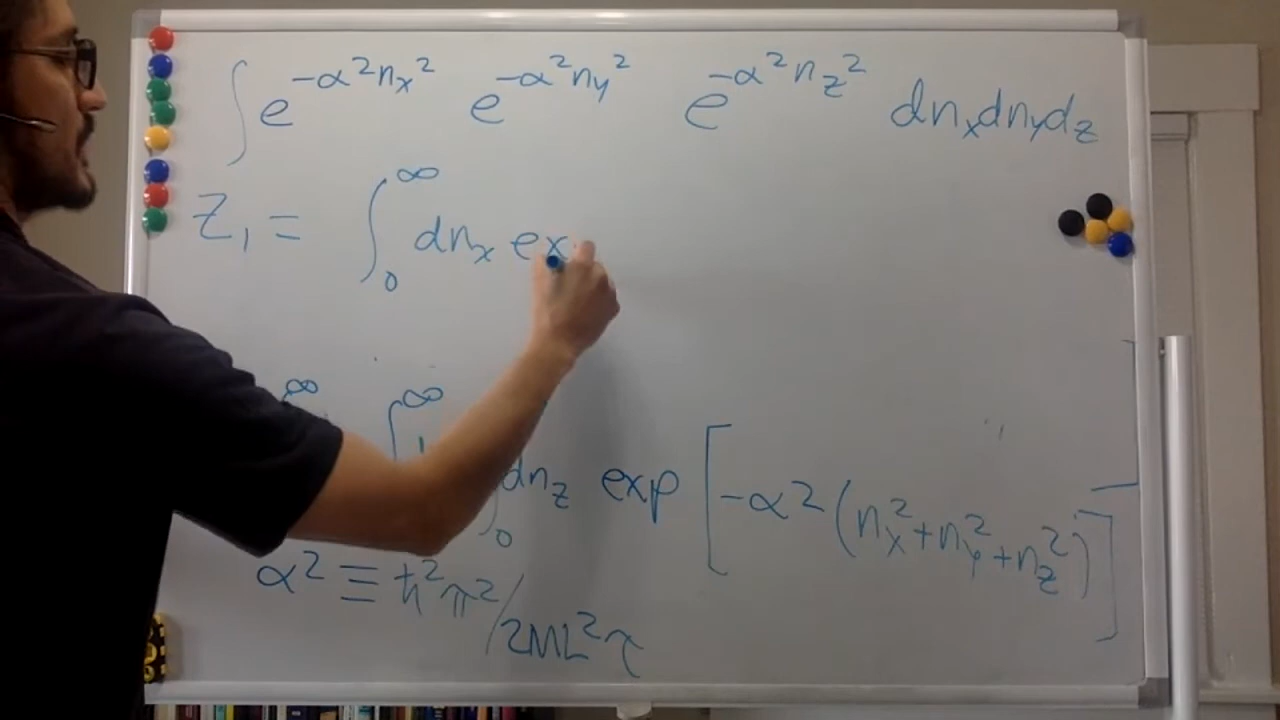 ∫ e^{-α²n_x²} e^{-α²n_y²} e^{-α²n_z²} dn_x dn_y d_z
Z₁ = ∫₀^∞ dn_x ex
∞ ∫^∞ ∫₀ dn_z exp [-α²(n_x²+n_y²+n_z²)]
α² ≡ ℏ²π²/2ML²τ